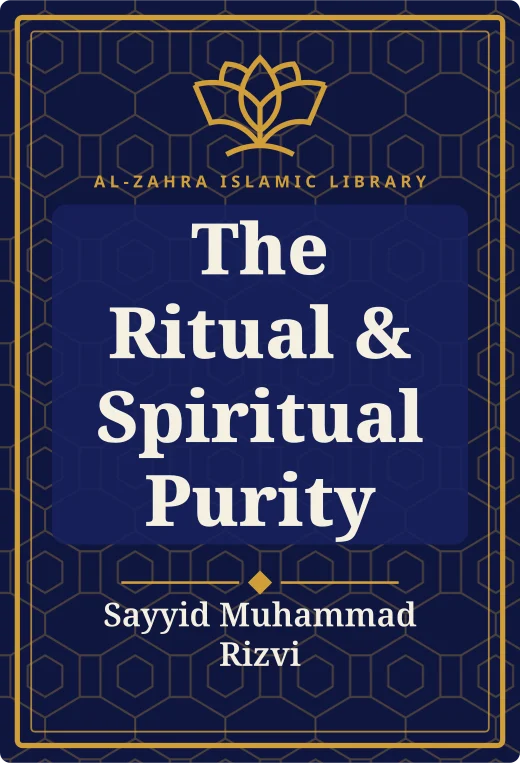 AL-ZAHRA ISLAMIC LIBRARY
The
Ritual &
Spiritual
Purity
Sayyid Muhammad
Rizvi